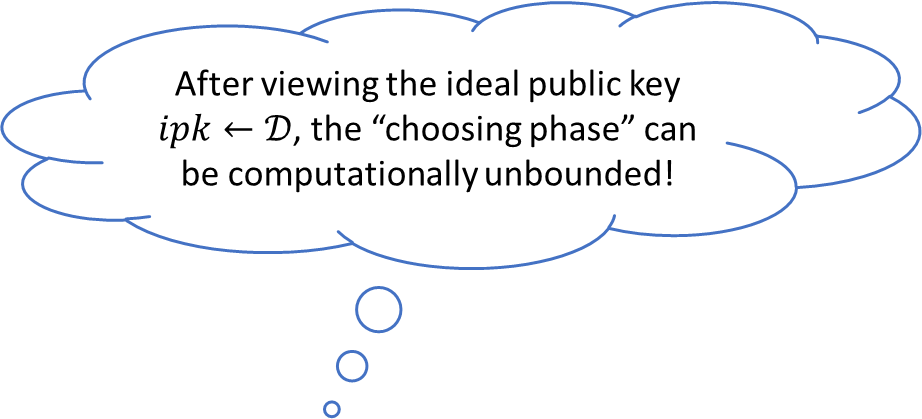 After viewing the ideal public key
𝑖𝑝𝑘 ← 𝒟, the “choosing phase” can
be computationally unbounded!